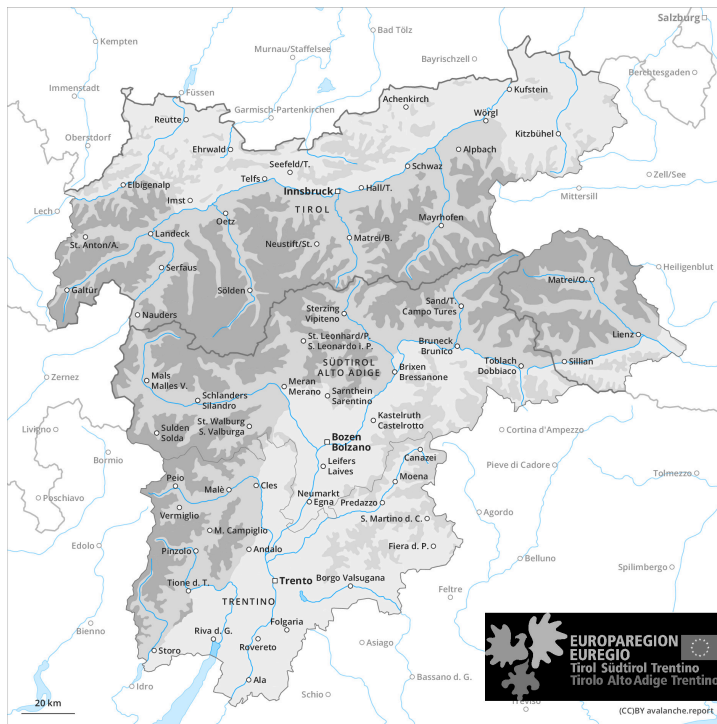 Salzburg
Kempten
Bad Tölz
Murnau/Staffelsee
Bayrischzell
Berchtesgaden
Immenstadt
Füssen
Garmisch-Partenkirchen
Achenkirch
Kufstein
Reutte
Wörgl
Oberstdorf
Ehrwald
Kitzbühel
Seefeld/T.
Alpbach
Telfs
Schwaz
Zell/See
Elbigenalp
Innsbruck
Hall/T.
Mittersill
Imst
TIROL
Lech
Oetz
Mayrhofen
Landeck
St. Anton/A.
Neustift/St.
Matrei/B.
Serfaus
Heiligenblut
Galtür
Sölden
Matrei/O.
Nauders
Sterzing
Vipiteno
Sand/T.
Campo Tures
Lienz
St. Leonhard/P.
S. Leonardo i. P.
Bruneck
Brunico
SÜDTIROL
ALTO ADIGE
Toblach
Dobbiaco
Sillian
Zernez
Mals
Malles V.
Meran
Merano
Brixen
Bressanone
Sarnthein
Sarentino
Schlanders
Silandro
Kastelruth
Castelrotto
St. Walburg
S. Valburga
Livigno
Sulden
Solda
Bozen
Bolzano
Cortina d'Ampezzo
Bormio
Leifers
Laives
Canazei
Pieve di Cadore
Tolmezzo
Peio
Moena
Poschiavo
Malè
Cles
Neumarkt
Egna
Predazzo
Vermiglio
Agordo
S. Martino d. C.
M. Campiglio
Edolo
Pinzolo
Andalo
Fiera d. P.
Belluno
Spilimbergo
Tione d. T.
Trento
Borgo Valsugana
Feltre
TRENTINO
Bienno
Riva d. G.
Folgaria
Storo
Rovereto
Asiago
Idro
Ala
Schio
Bassano d. G.
Treviso
EUROPAREGION
EUREGIO
Tirol Südtirol Trentino
Tirolo Alto Adige Trentino
20 km
(CC)BY avalanche.report